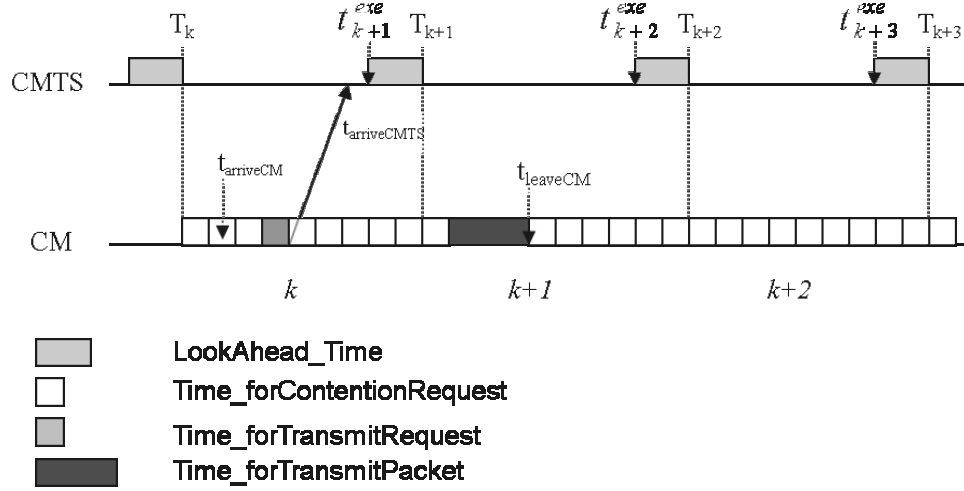 T_k t^exe_k+1 T_k+1 t^exe_k+2 T_k+2 t^exe_k+3 T_k+3
CMTS
t_arriveCMTS
t_arriveCM
t_leaveCM
CM
k k+1 k+2
LookAhead_Time
Time_forContentionRequest
Time_forTransmitRequest
Time_forTransmitPacket